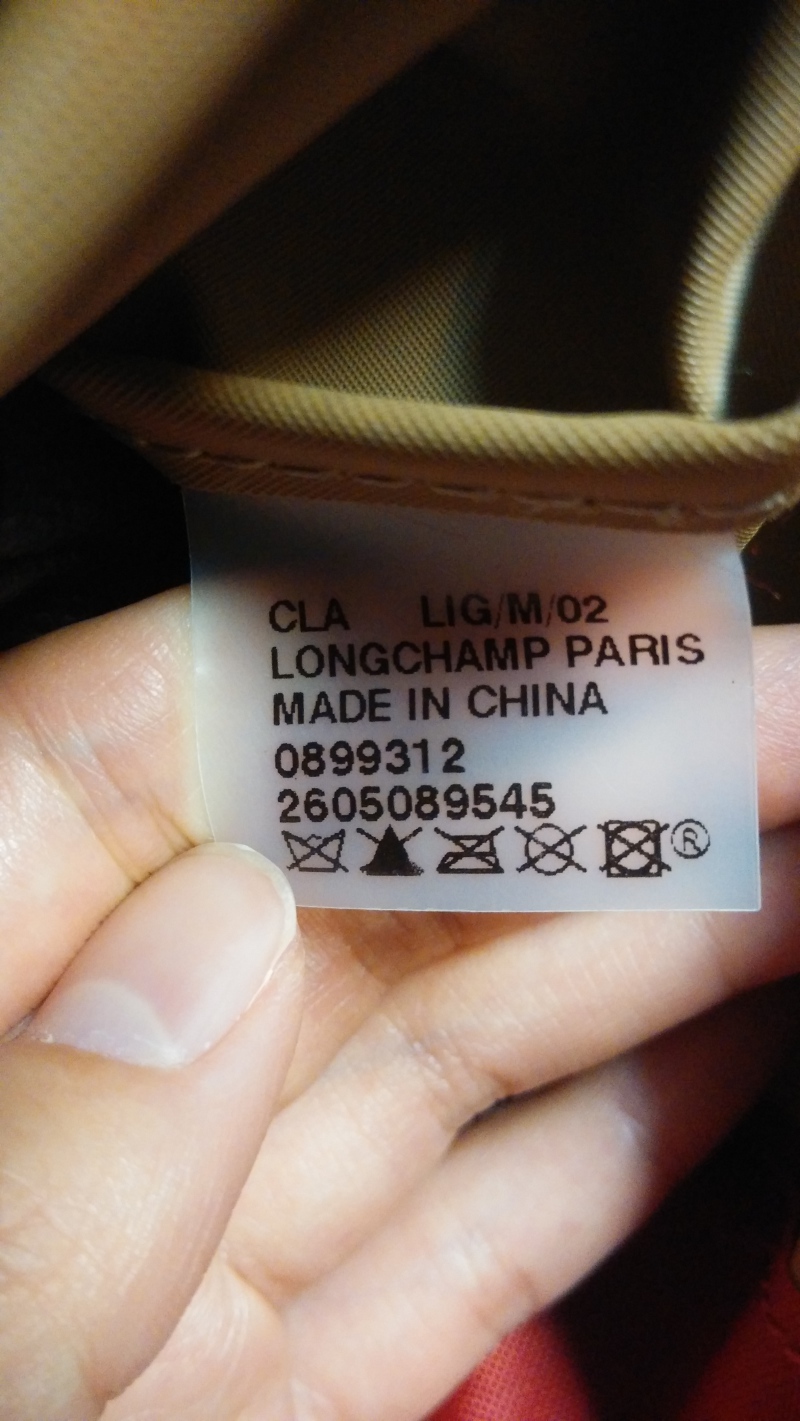 CLA LIG/M/02
LONGCHAMP PARIS
MADE IN CHINA
0899312
2605089545
®